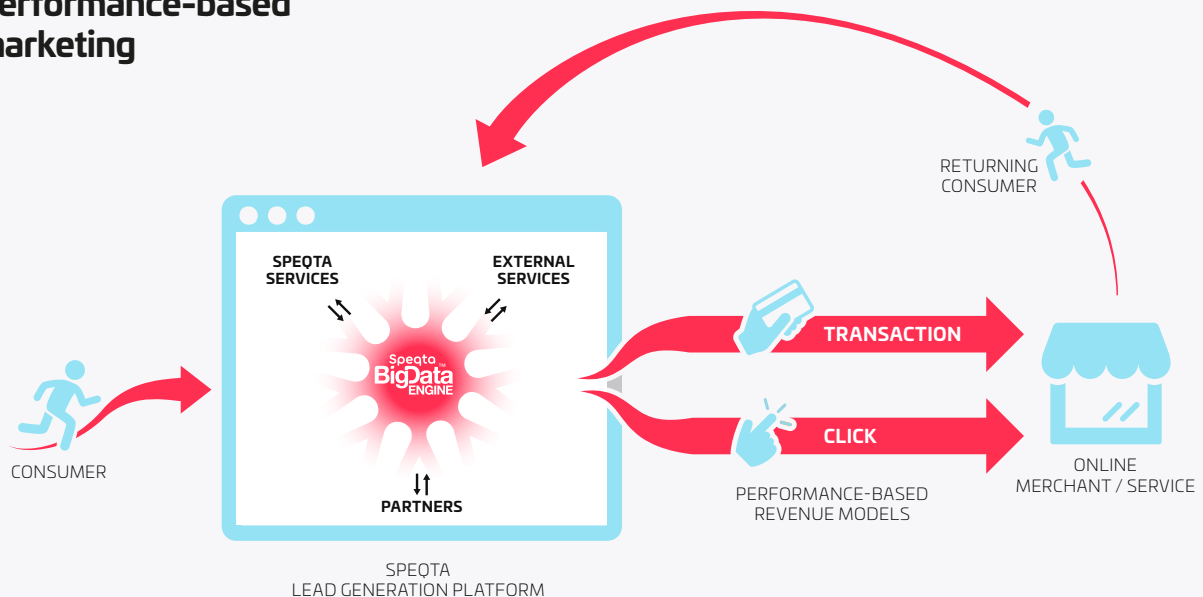 erformance-based
arketing
RETURNING
CONSUMER
SPEQTA
SERVICES
EXTERNAL
SERVICES
Speqta
BigData™
ENGINE
TRANSACTION
CLICK
PARTNERS
CONSUMER
PERFORMANCE-BASED
REVENUE MODELS
ONLINE
MERCHANT / SERVICE
SPEQTA
LEAD GENERATION PLATFORM